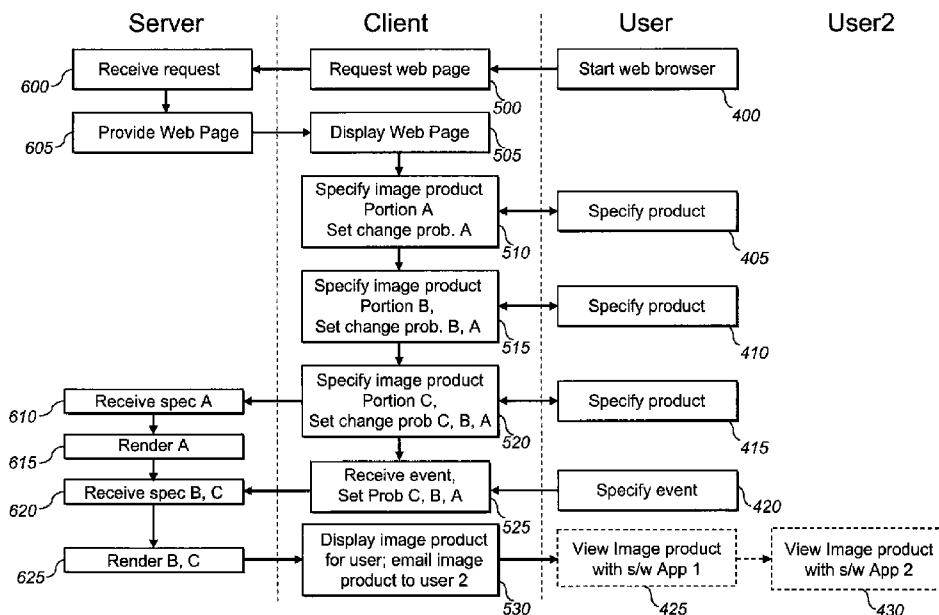 Server
Client
User
User2
Receive request
600
Request web page
500
Start web browser
400
Provide Web Page
605
Display Web Page
505
Specify image product
Portion A
Set change prob. A
510
Specify product
405
Specify image product
Portion B,
Set change prob. B, A
515
Specify product
410
Specify image product
Portion C,
Set change prob C, B, A
520
Specify product
415
610
Receive spec A
615
Render A
620
Receive spec B, C
Receive event,
Set Prob C, B, A
525
Specify event
420
625
Render B, C
Display image product
for user; email image
product to user 2
530
View Image product
with s/w App 1
425
View Image product
with s/w App 2
430